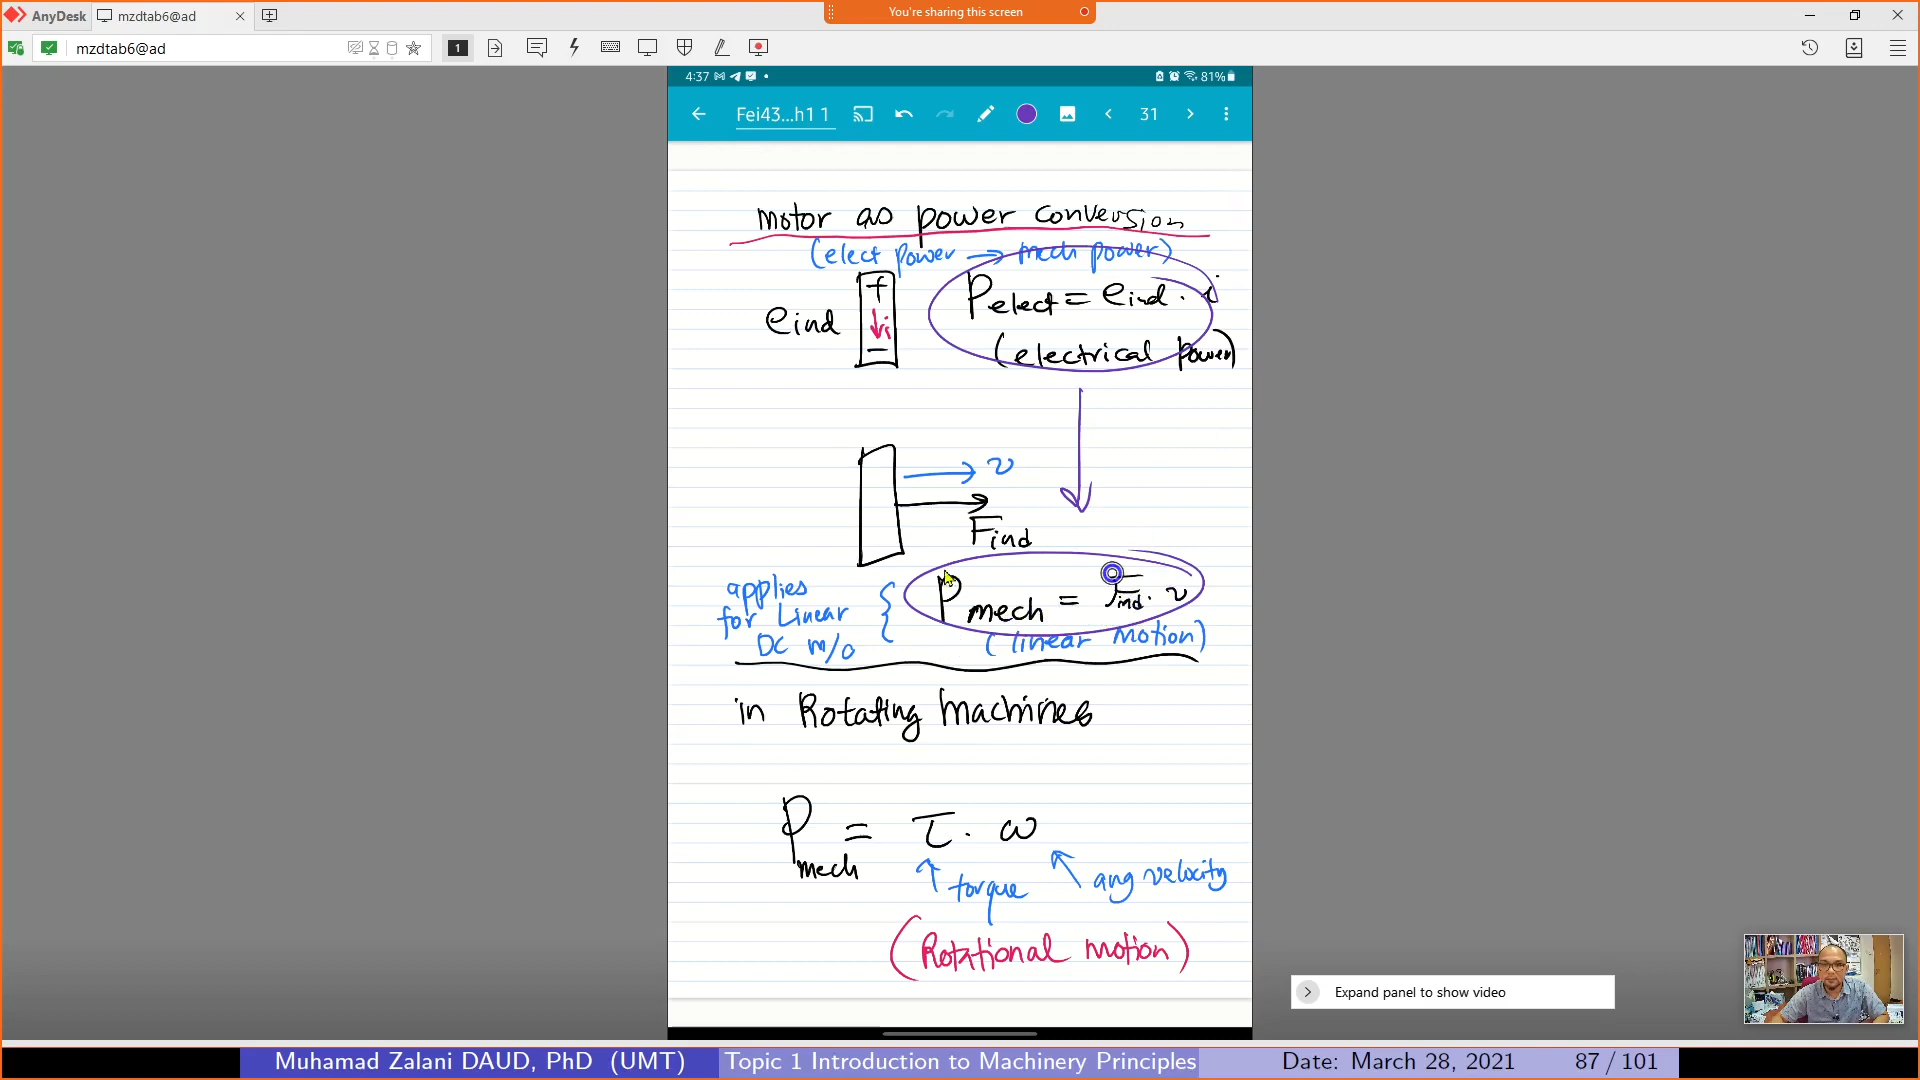 AnyDesk mzdtab6@ad
You're sharing this screen
mzdtab6@ad 1
4:37 81%
Fei43...h1 1 31
motor as power conversion
(elect power → mech power)
eind + ↓i − Pelect = eind . i
(electrical power)
v
Find
applies for Linear DC m/c { Pmech = Find . v
(linear motion)
in Rotating Machines
Pmech = τ . ω
↑ torque ang velocity
(Rotational motion)
Expand panel to show video
Muhamad Zalani DAUD, PhD (UMT) Topic 1 Introduction to Machinery Principles Date: March 28, 2021 87 / 101